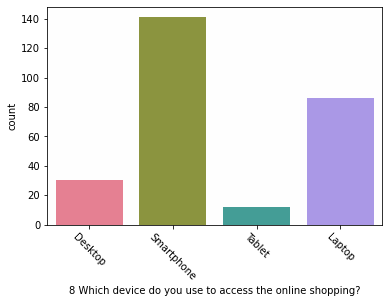 140
120
100
80
60
40
20
0
count
Desktop
Smartphone
Tablet
Laptop
8 Which device do you use to access the online shopping?